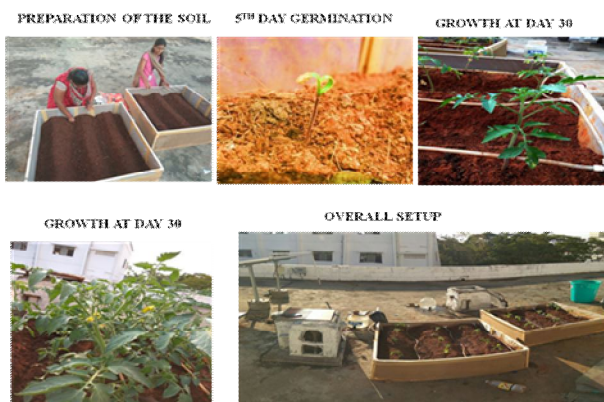 PREPARATION OF THE SOIL
5TH DAY GERMINATION
GROWTH AT DAY 30
GROWTH AT DAY 30
OVERALL SETUP